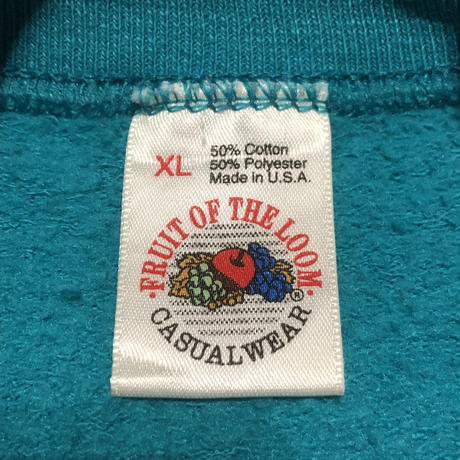 XL
50% Cotton
50% Polyester
Made in U.S.A.
·FRUIT OF THE LOOM·
®
CASUALWEAR